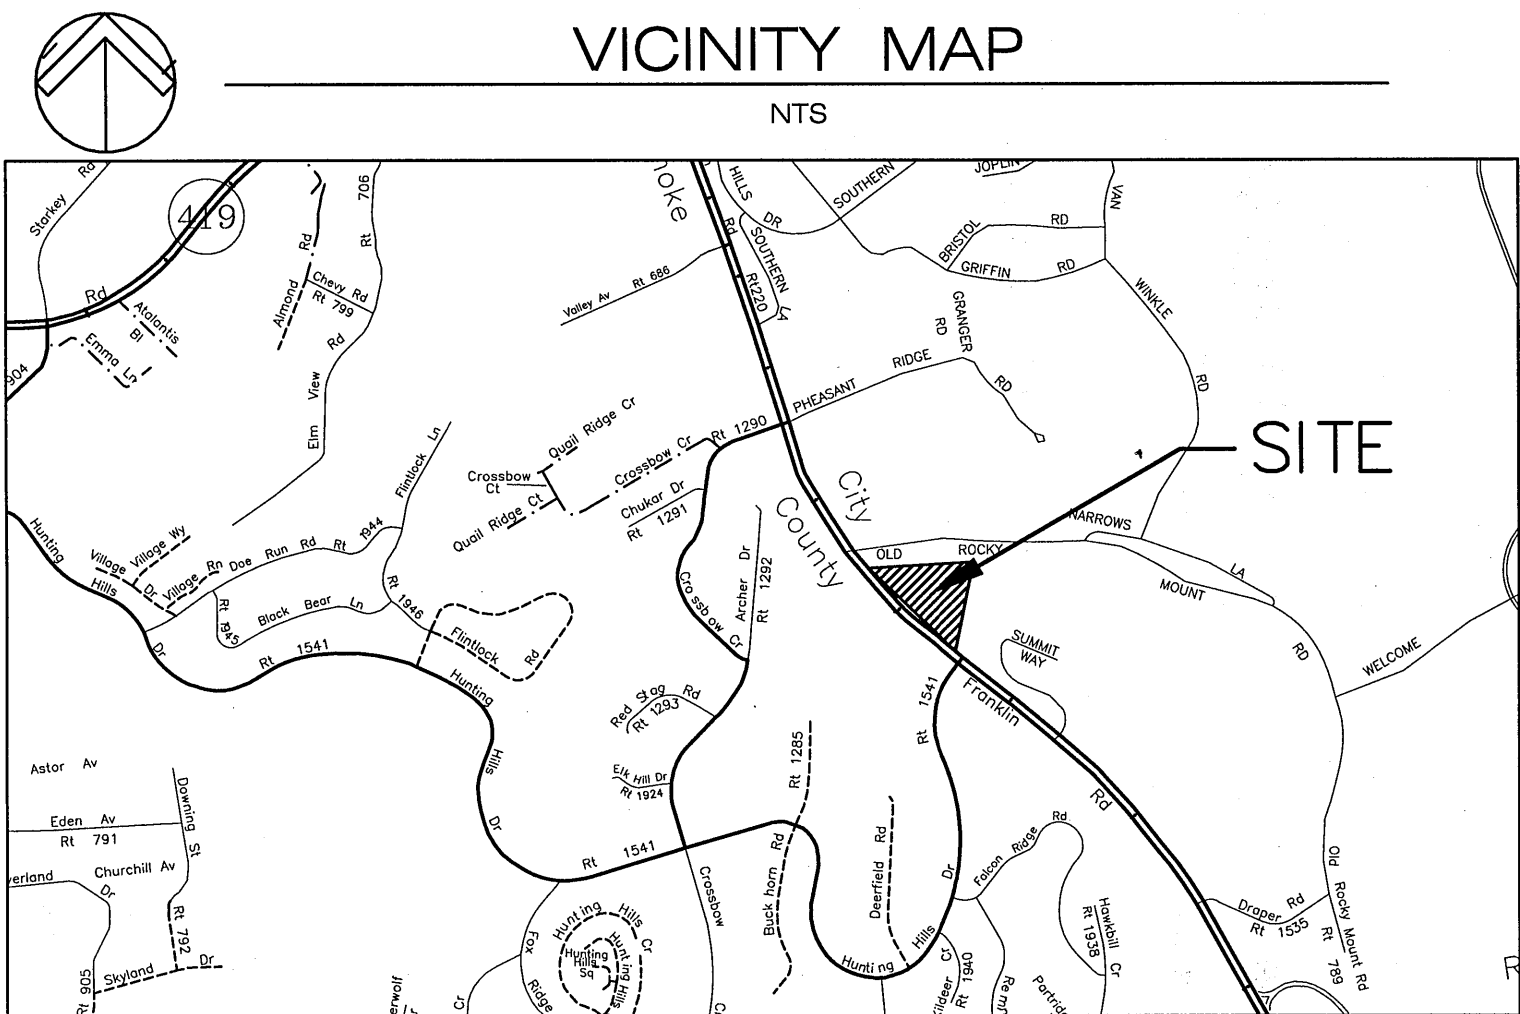 VICINITY MAP
NTS
Starkey Rd
419
Rd
904
Atalantis Bl
Emma Ln
Almond Rd
Chevy Rd
Rt 799
Rt 706
Elm View Rd
Valley Av Rt 686
HILLS DR
SOUTHERN
JOPLIN
VAN
Rd
SOUTHERN LA
Rt220
BRISTOL RD
GRIFFIN RD
WINKLE RD
GRANGER RD
PHEASANT RIDGE RD
Rt 1290
Quail Ridge Cr
Crossbow Cr
Crossbow Ct
Quail Ridge Ct
Chukar Dr
Rt 1291
Flintlock Ln
SITE
City
County
OLD ROCKY
NARROWS
LA
MOUNT
RD
WELCOME
Hunting Hills Dr
Village Dr
Village Wy
Village Rn
Doe Run Rd Rt 1944
Black Bear Ln
Rt 1945
Rt 1946
Rt 1541
Flintlock Rd
Hunting Hills Dr
Crossbow Cr
Archer Dr
Rt 1292
Red Stag Rd
Rt 1293
SUMMIT WAY
Rt 1541
Franklin Rd
Elk Hill Dr
Rt 1924
Rt 1285
Buck horn Rd
Deerfield Rd
Rt 1541
Crossbow
Astor Av
Eden Av
Rt 791
Downing St
Churchill Av
Dr
Rt 792
Rt 905
Skyland Dr
Fox Ridge
Hunting Hills Cr
Hunting Hills
Hunting Hills Sq
Cr
Hunting Hills Dr
Falcon Ridge Rd
Hawkbill Cr
Rt 1938
Cr
Rt 1940
Draper Rd
Rt 1535
OLD
Rocky Mount Rd
Rt 789